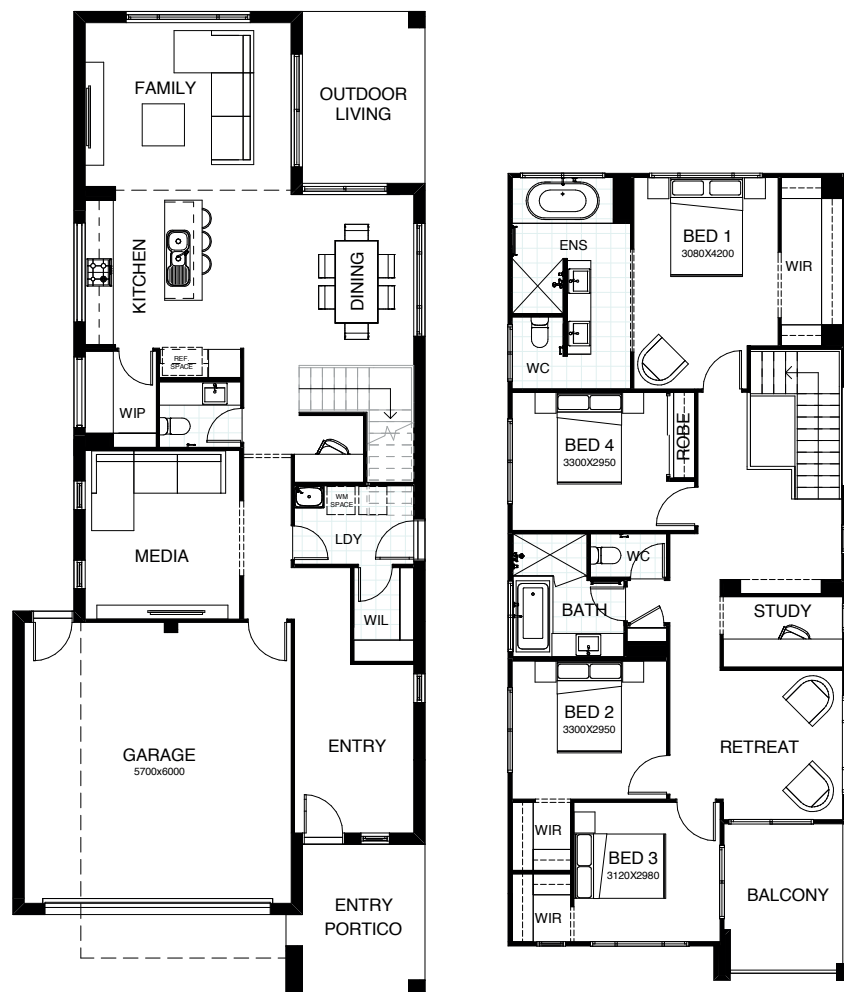 FAMILY
OUTDOOR
LIVING
KITCHEN
DINING
REF.
SPACE
WIP
WM
SPACE
LDY
MEDIA
WIL
GARAGE
5700x6000
ENTRY
ENTRY
PORTICO
ENS
BED 1
3080X4200
WIR
WC
BED 4
3300X2950
ROBE
WC
BATH
STUDY
BED 2
3300X2950
RETREAT
WIR
BED 3
3120X2980
WIR
BALCONY